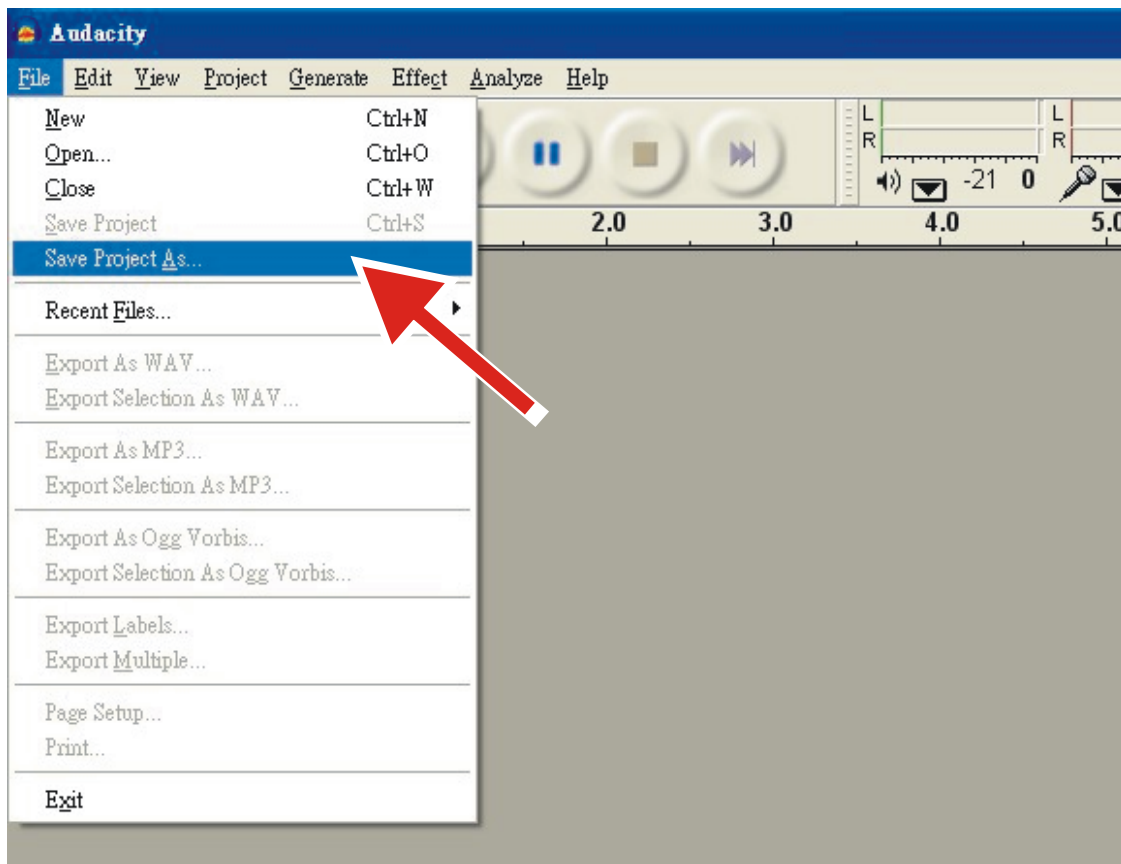 Audacity
File Edit View Project Generate Effect Analyze Help
New Ctrl+N
Open... Ctrl+O
Close Ctrl+W
Save Project Ctrl+S
Save Project As...
Recent Files...
Export As WAV...
Export Selection As WAV...
Export As MP3...
Export Selection As MP3...
Export As Ogg Vorbis...
Export Selection As Ogg Vorbis...
Export Labels...
Export Multiple...
Page Setup...
Print...
Exit
L L
R R
-21 0
2.0 3.0 4.0 5.0